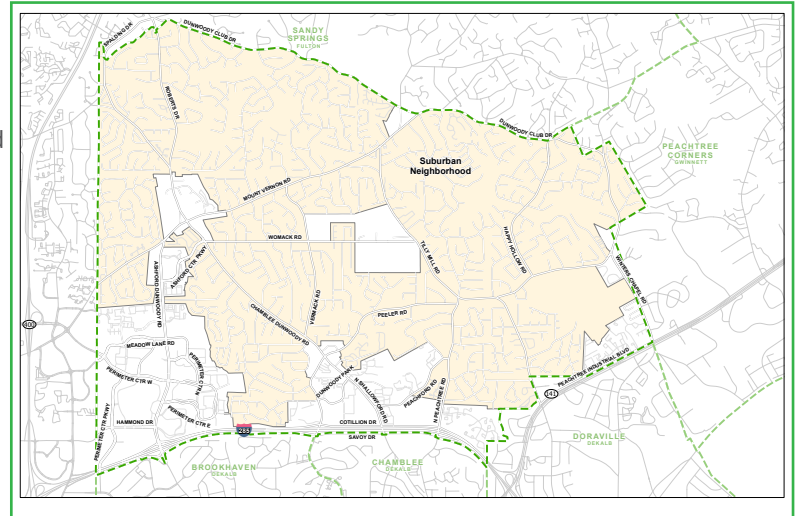 SPALDING DR
DUNWOODY CLUB DR
SANDY
SPRINGS
FULTON
ROBERTS DR
DUNWOODY CLUB DR
PEACHTREE
CORNERS
GWINNETT
Suburban
Neighborhood
MOUNT VERNON RD
WOMACK RD
TILLY MILL RD
HAPPY HOLLOW RD
WINTERS CHAPEL RD
ASHFORD CTR PKWY
ASHFORD DUNWOODY RD
VERMACK RD
CHAMBLEE DUNWOODY RD
PEELER RD
400
MEADOW LANE RD
PERIMETER CTR W
PERIMETER CTR N
PERIMETER CTR E
DUNWOODY PARK
N SHALLOWFORD RD
PEACHFORD RD
N PEACHTREE RD
PEACHTREE INDUSTRIAL BLVD
141
PERIMETER CTR PKWY
HAMMOND DR
285
COTILLION DR
SAVOY DR
BROOKHAVEN
DEKALB
CHAMBLEE
DEKALB
DORAVILLE
DEKALB